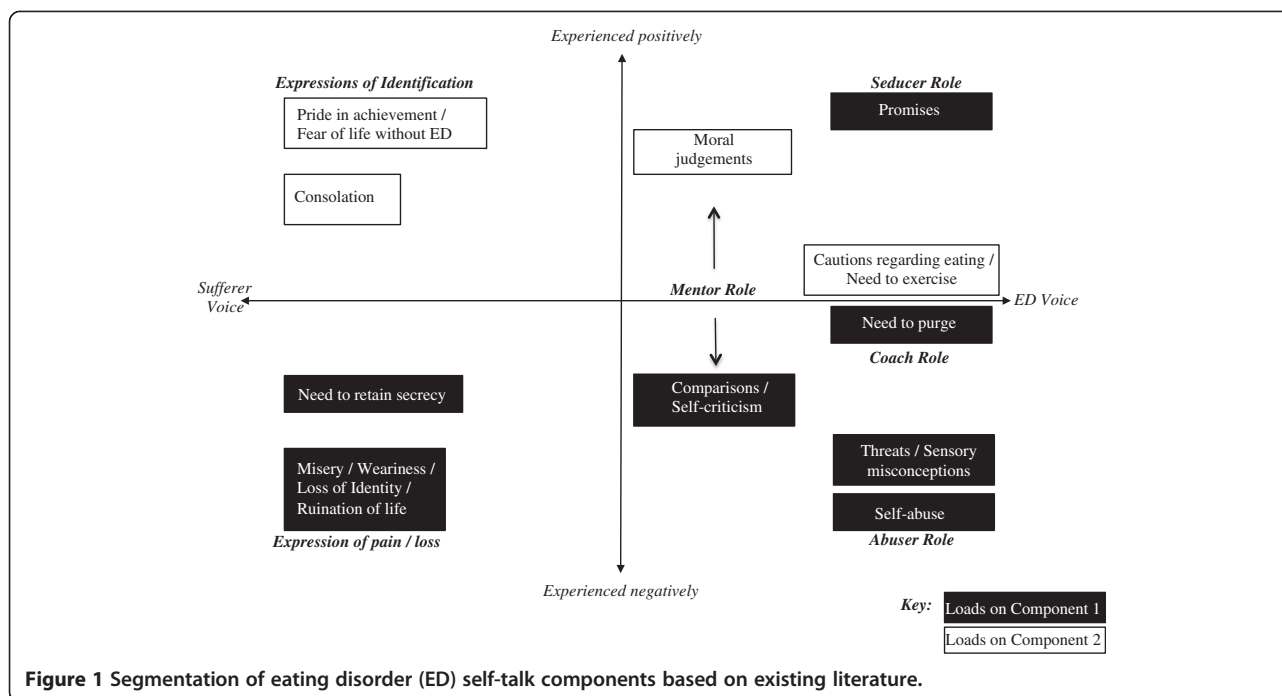 Experienced positively
Expressions of Identification
Seducer Role
Pride in achievement /
Fear of life without ED
Promises
Moral
judgements
Consolation
Cautions regarding eating /
Need to exercise
Sufferer
Voice
Mentor Role
ED Voice
Need to purge
Coach Role
Need to retain secrecy
Comparisons /
Self-criticism
Threats / Sensory
misconceptions
Misery / Weariness /
Loss of Identity /
Ruination of life
Self-abuse
Expression of pain / loss
Abuser Role
Experienced negatively
Key:
Loads on Component 1
Loads on Component 2
Figure 1 Segmentation of eating disorder (ED) self-talk components based on existing literature.